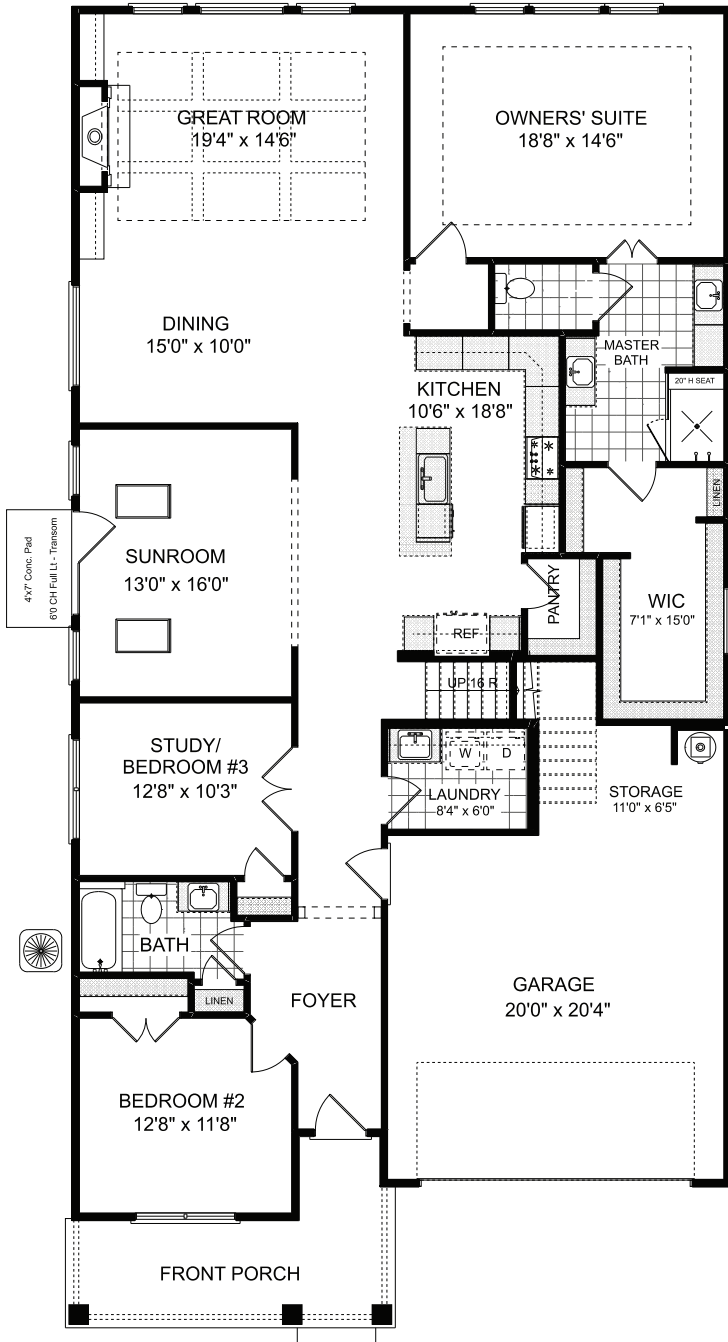 GREAT ROOM
19'4" x 14'6"
OWNERS' SUITE
18'8" x 14'6"
DINING
15'0" x 10'0"
MASTER
BATH
20" H SEAT
KITCHEN
10'6" x 18'8"
LINEN
4'x7' Conc. Pad
6'0 CH Full Lt - Transom
SUNROOM
13'0" x 16'0"
PANTRY
WIC
7'1" x 15'0"
REF
UP 16 R
STUDY/
BEDROOM #3
12'8" x 10'3"
W
D
LAUNDRY
8'4" x 6'0"
STORAGE
11'0" x 6'5"
BATH
LINEN
FOYER
GARAGE
20'0" x 20'4"
BEDROOM #2
12'8" x 11'8"
FRONT PORCH